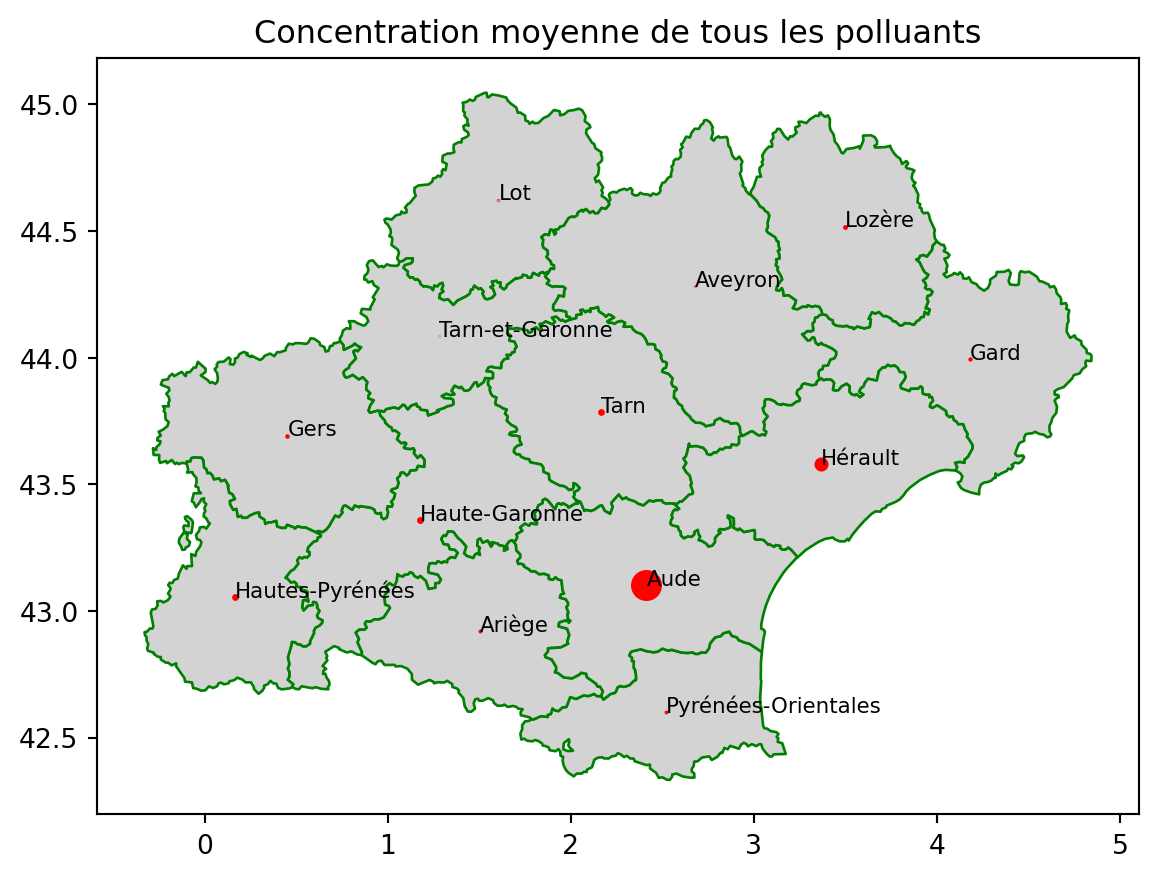 Concentration moyenne de tous les polluants
45.0
Lot
Lozère
44.5
Aveyron
Tarn-et-Garonne
Gard
44.0
Tarn
Gers
Hérault
43.5
Haute-Garonne
Aude
Hautes-Pyrénées
43.0
Ariège
Pyrénées-Orientales
42.5
0 1 2 3 4 5